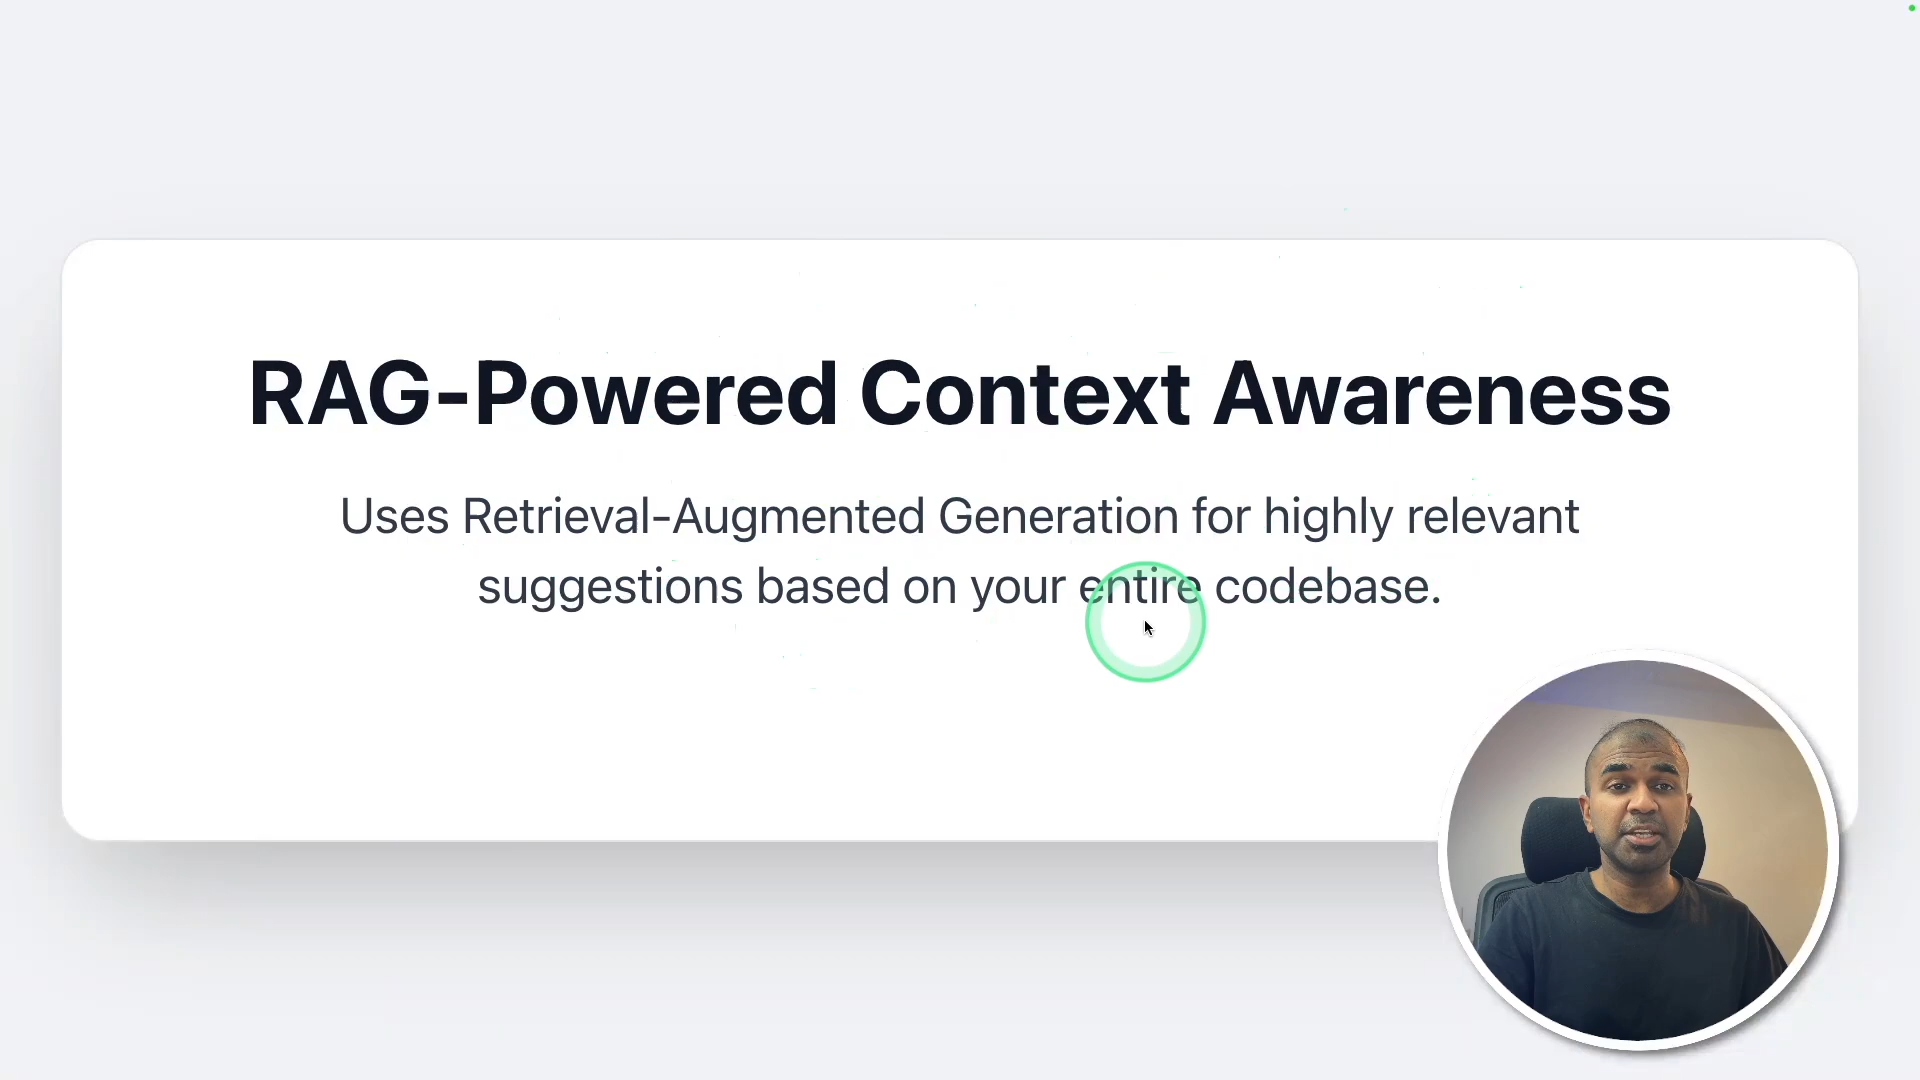 RAG-Powered Context Awareness
Uses Retrieval-Augmented Generation for highly relevant
suggestions based on your entire codebase.